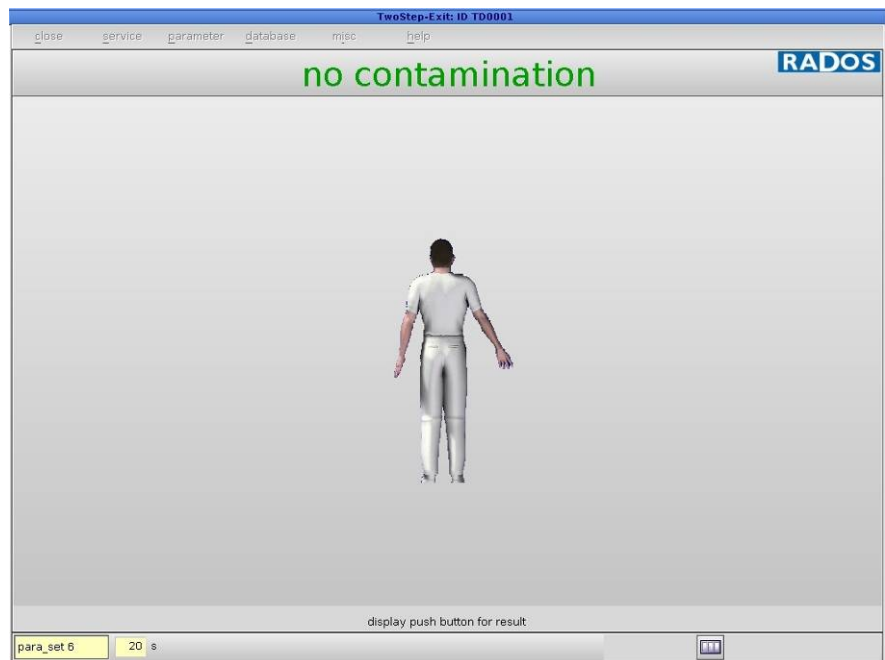 TwoStep-Exit: ID TD0001
close service parameter database misc help
no contamination
RADOS
display push button for result
para_set 6 20 s